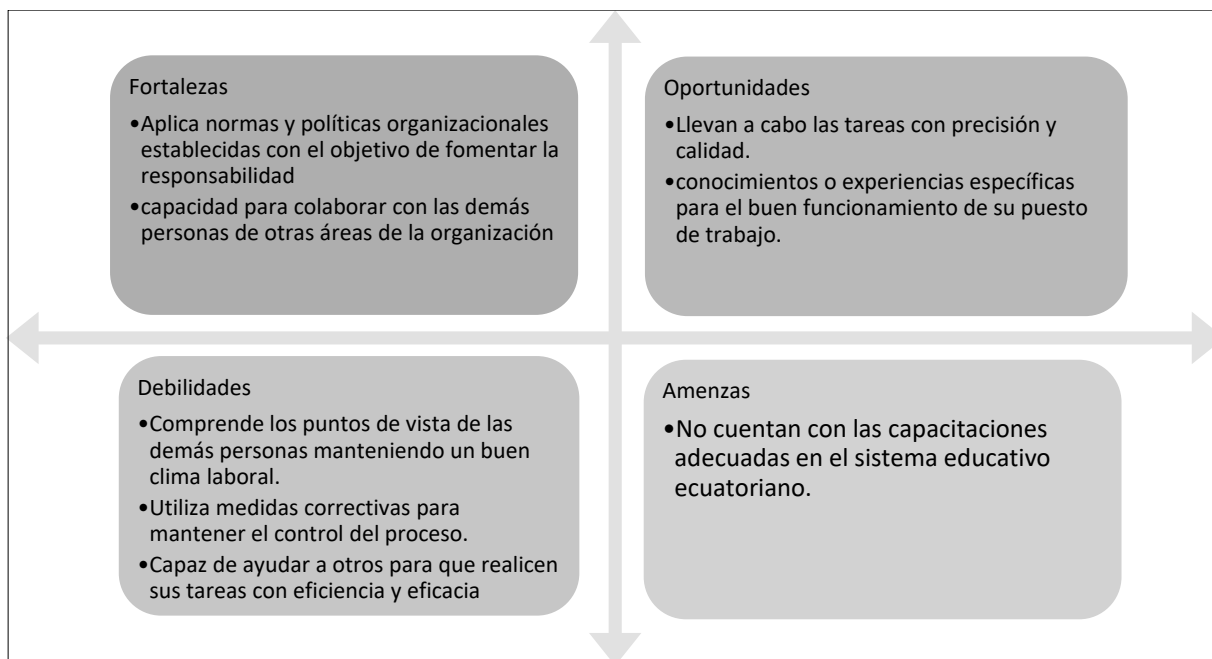 Fortalezas
•Aplica normas y políticas organizacionales
establecidas con el objetivo de fomentar la
responsabilidad
•capacidad para colaborar con las demás
personas de otras áreas de la organización
Oportunidades
•Llevan a cabo las tareas con precisión y
calidad.
•conocimientos o experiencias específicas
para el buen funcionamiento de su puesto
de trabajo.
Debilidades
•Comprende los puntos de vista de las
demás personas manteniendo un buen
clima laboral.
•Utiliza medidas correctivas para
mantener el control del proceso.
•Capaz de ayudar a otros para que realicen
sus tareas con eficiencia y eficacia
Amenzas
•No cuentan con las capacitaciones
adecuadas en el sistema educativo
ecuatoriano.